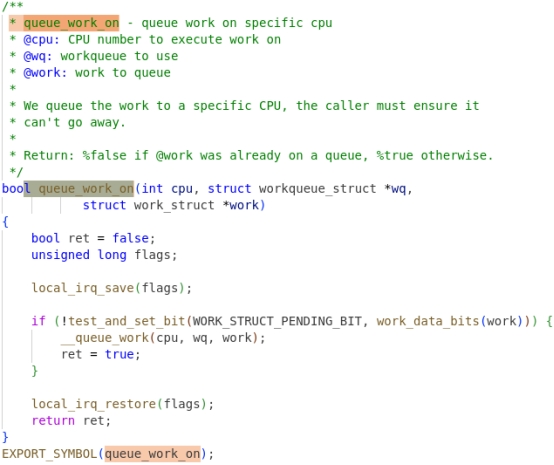 /**
 * queue_work_on - queue work on specific cpu
 * @cpu: CPU number to execute work on
 * @wq: workqueue to use
 * @work: work to queue
 *
 * We queue the work to a specific CPU, the caller must ensure it
 * can't go away.
 *
 * Return: %false if @work was already on a queue, %true otherwise.
 */
bool queue_work_on(int cpu, struct workqueue_struct *wq,
           struct work_struct *work)
{
    bool ret = false;
    unsigned long flags;

    local_irq_save(flags);

    if (!test_and_set_bit(WORK_STRUCT_PENDING_BIT, work_data_bits(work))) {
        __queue_work(cpu, wq, work);
        ret = true;
    }

    local_irq_restore(flags);
    return ret;
}
EXPORT_SYMBOL(queue_work_on);